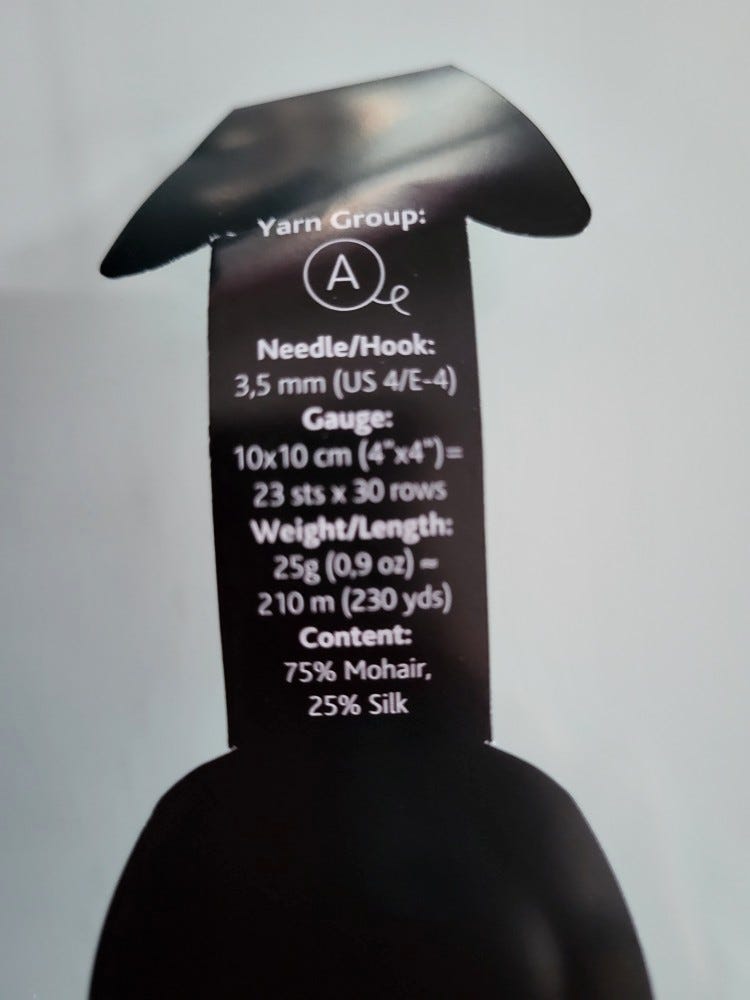 Yarn Group:
A
Needle/Hook:
3,5 mm (US 4/E-4)
Gauge:
10x10 cm (4"x4")=
23 sts x 30 rows
Weight/Length:
25g (0,9 oz) ~
210 m (230 yds)
Content:
75% Mohair,
25% Silk